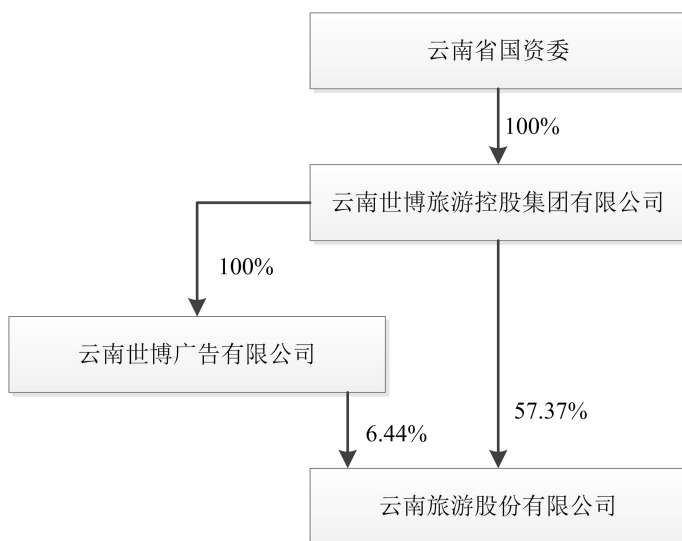 云南省国资委
100%
云南世博旅游控股集团有限公司
100%
云南世博广告有限公司
57.37%
6.44%
云南旅游股份有限公司